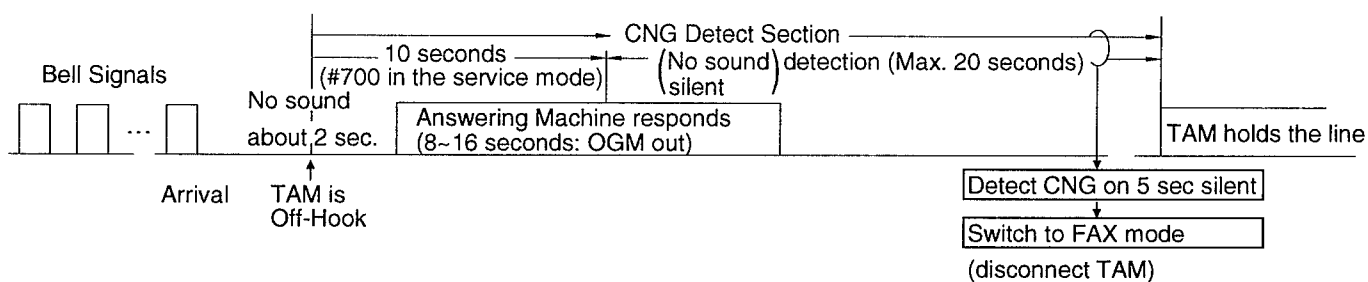 CNG Detect Section
10 seconds
(#700 in the service mode)
(No sound silent) detection (Max. 20 seconds)
Bell Signals
No sound
about 2 sec.
...
Answering Machine responds
(8~16 seconds: OGM out)
TAM holds the line
Arrival
TAM is
Off-Hook
Detect CNG on 5 sec silent
Switch to FAX mode
(disconnect TAM)